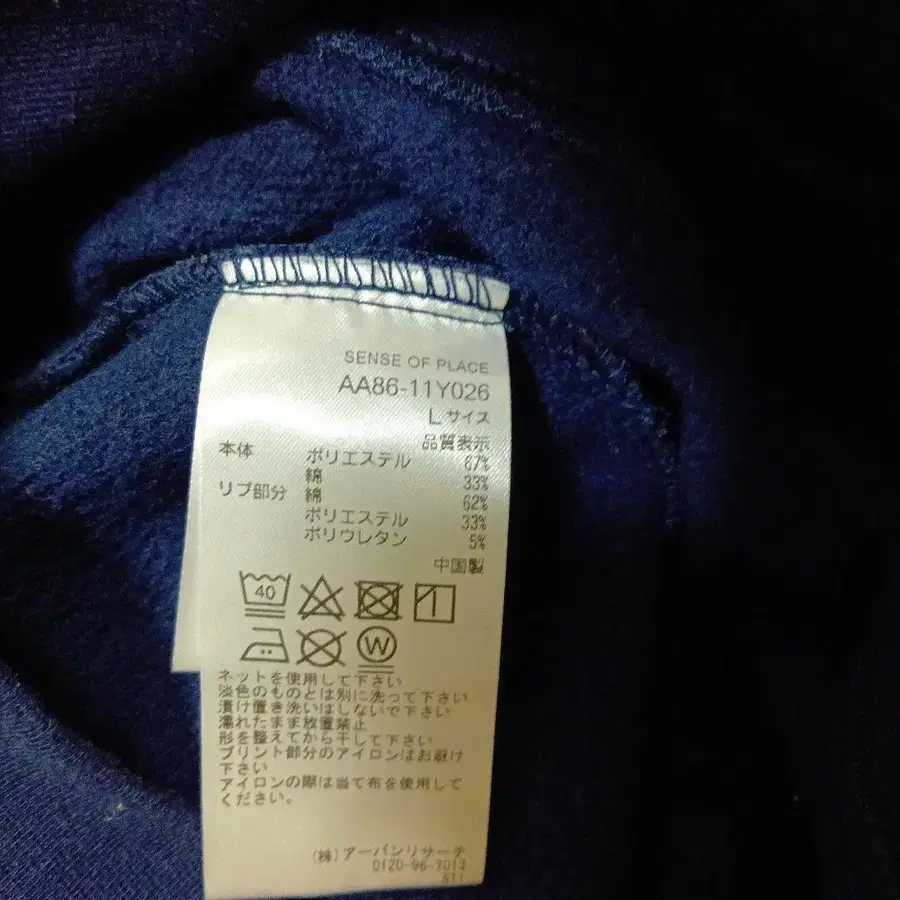 SENSE OF PLACE
AA86-11Y026
Lサイズ
品質表示
本体 ポリエステル 67%
綿 33%
リブ部分 綿 62%
ポリエステル 33%
ポリウレタン 5%
中国製
40
W
ネットを使用して下さい
淡色のものとは別に洗って下さい
漬け置き洗いはしないで下さい
濡れたまま放置禁止
形を整えてから干して下さい
プリント部分のアイロンはお避け
下さい
アイロンの際は当て布を使用して
ください。
(株)アーバンリサーチ
0120-96-7013